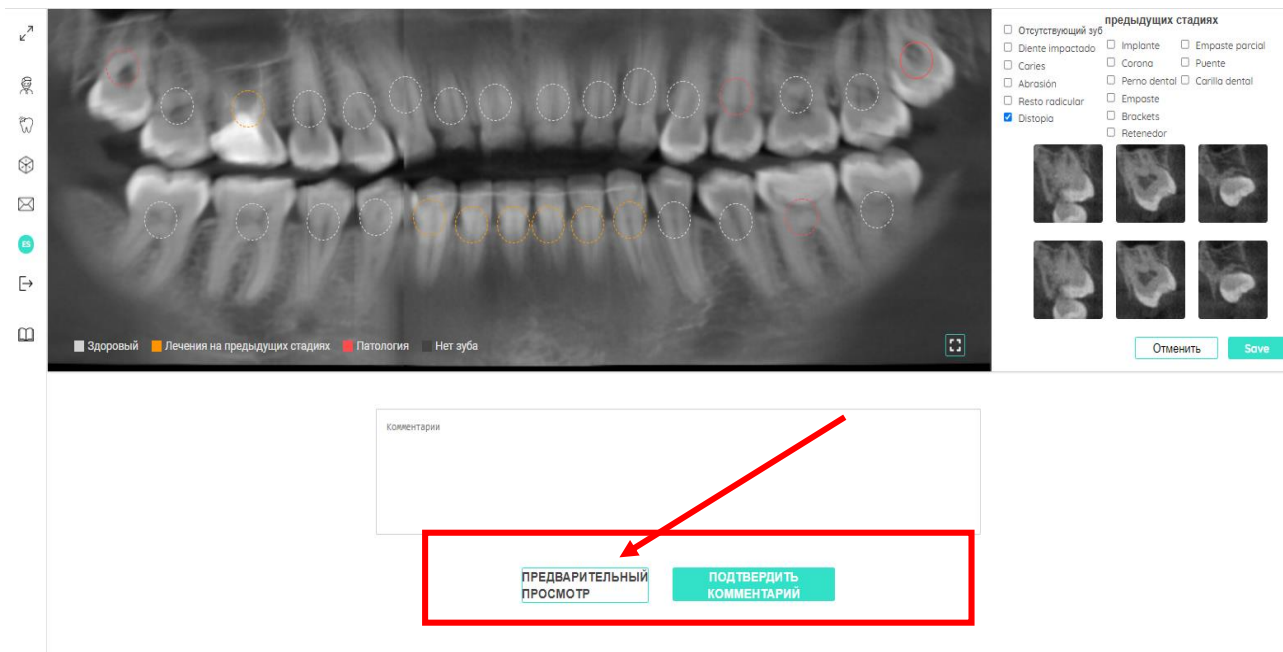 предыдущих стадиях
Отсутствующий зуб
Diente impactado
Caries
Abrasión
Resto radicular
Distopia
Implante
Corona
Perno dental
Empaste
Brackets
Retenedor
Empaste parcial
Puente
Carilla dental
ES
Здоровый
Лечения на предыдущих стадиях
Патология
Нет зуба
Отменить
Save
Комментарии
ПРЕДВАРИТЕЛЬНЫЙ
ПРОСМОТР
ПОДТВЕРДИТЬ
КОММЕНТАРИЙ